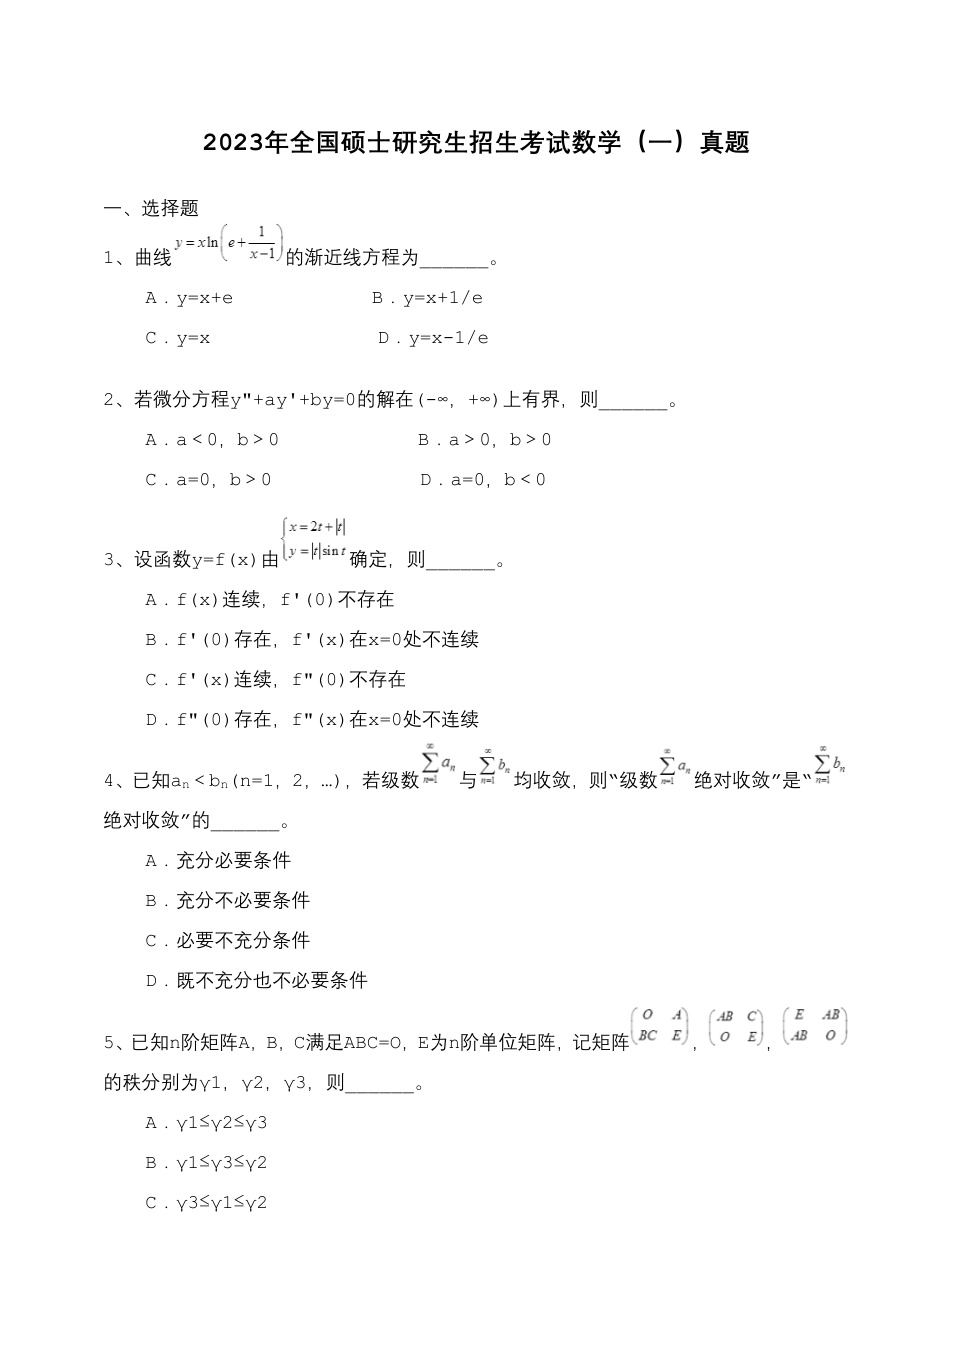 2023年全国硕士研究生招生考试数学（一）真题
一、选择题
1、曲线y=xln(e+1/(x-1))的渐近线方程为______。
A．y=x+e B．y=x+1/e
C．y=x D．y=x-1/e
2、若微分方程y"+ay'+by=0的解在(-∞，+∞)上有界，则______。
A．a＜0，b＞0 B．a＞0，b＞0
C．a=0，b＞0 D．a=0，b＜0
3、设函数y=f(x)由{x=2t+|t| y=|t|sint确定，则______。
A．f(x)连续，f'(0)不存在
B．f'(0)存在，f'(x)在x=0处不连续
C．f'(x)连续，f"(0)不存在
D．f"(0)存在，f"(x)在x=0处不连续
4、已知aₙ＜bₙ(n=1，2，…)，若级数∑_{n=1}^{∞}aₙ与∑_{n=1}^{∞}bₙ均收敛，则“级数∑_{n=1}^{∞}aₙ绝对收敛”是“∑_{n=1}^{∞}bₙ
绝对收敛”的______。
A．充分必要条件
B．充分不必要条件
C．必要不充分条件
D．既不充分也不必要条件
5、已知n阶矩阵A，B，C满足ABC=O，E为n阶单位矩阵，记矩阵(O A BC E)，(AB C O E)，(E AB AB O)
的秩分别为γ1，γ2，γ3，则______。
A．γ1≤γ2≤γ3
B．γ1≤γ3≤γ2
C．γ3≤γ1≤γ2